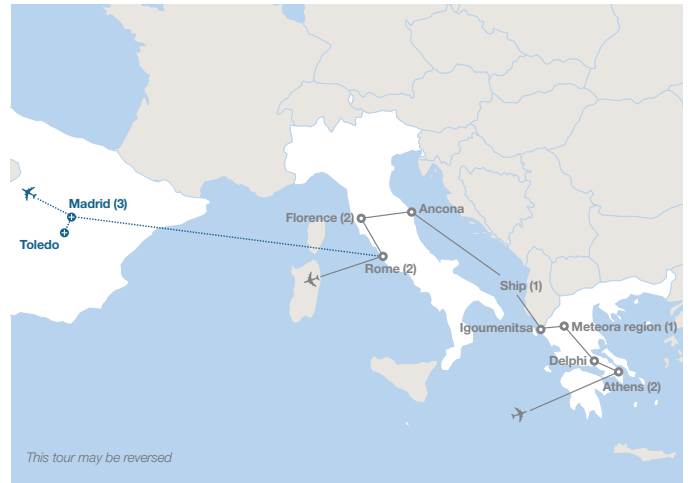 Madrid (3)
Toledo
Florence (2)
Ancona
Rome (2)
Ship (1)
Igoumenitsa
Meteora region (1)
Delphi
Athens (2)
This tour may be reversed